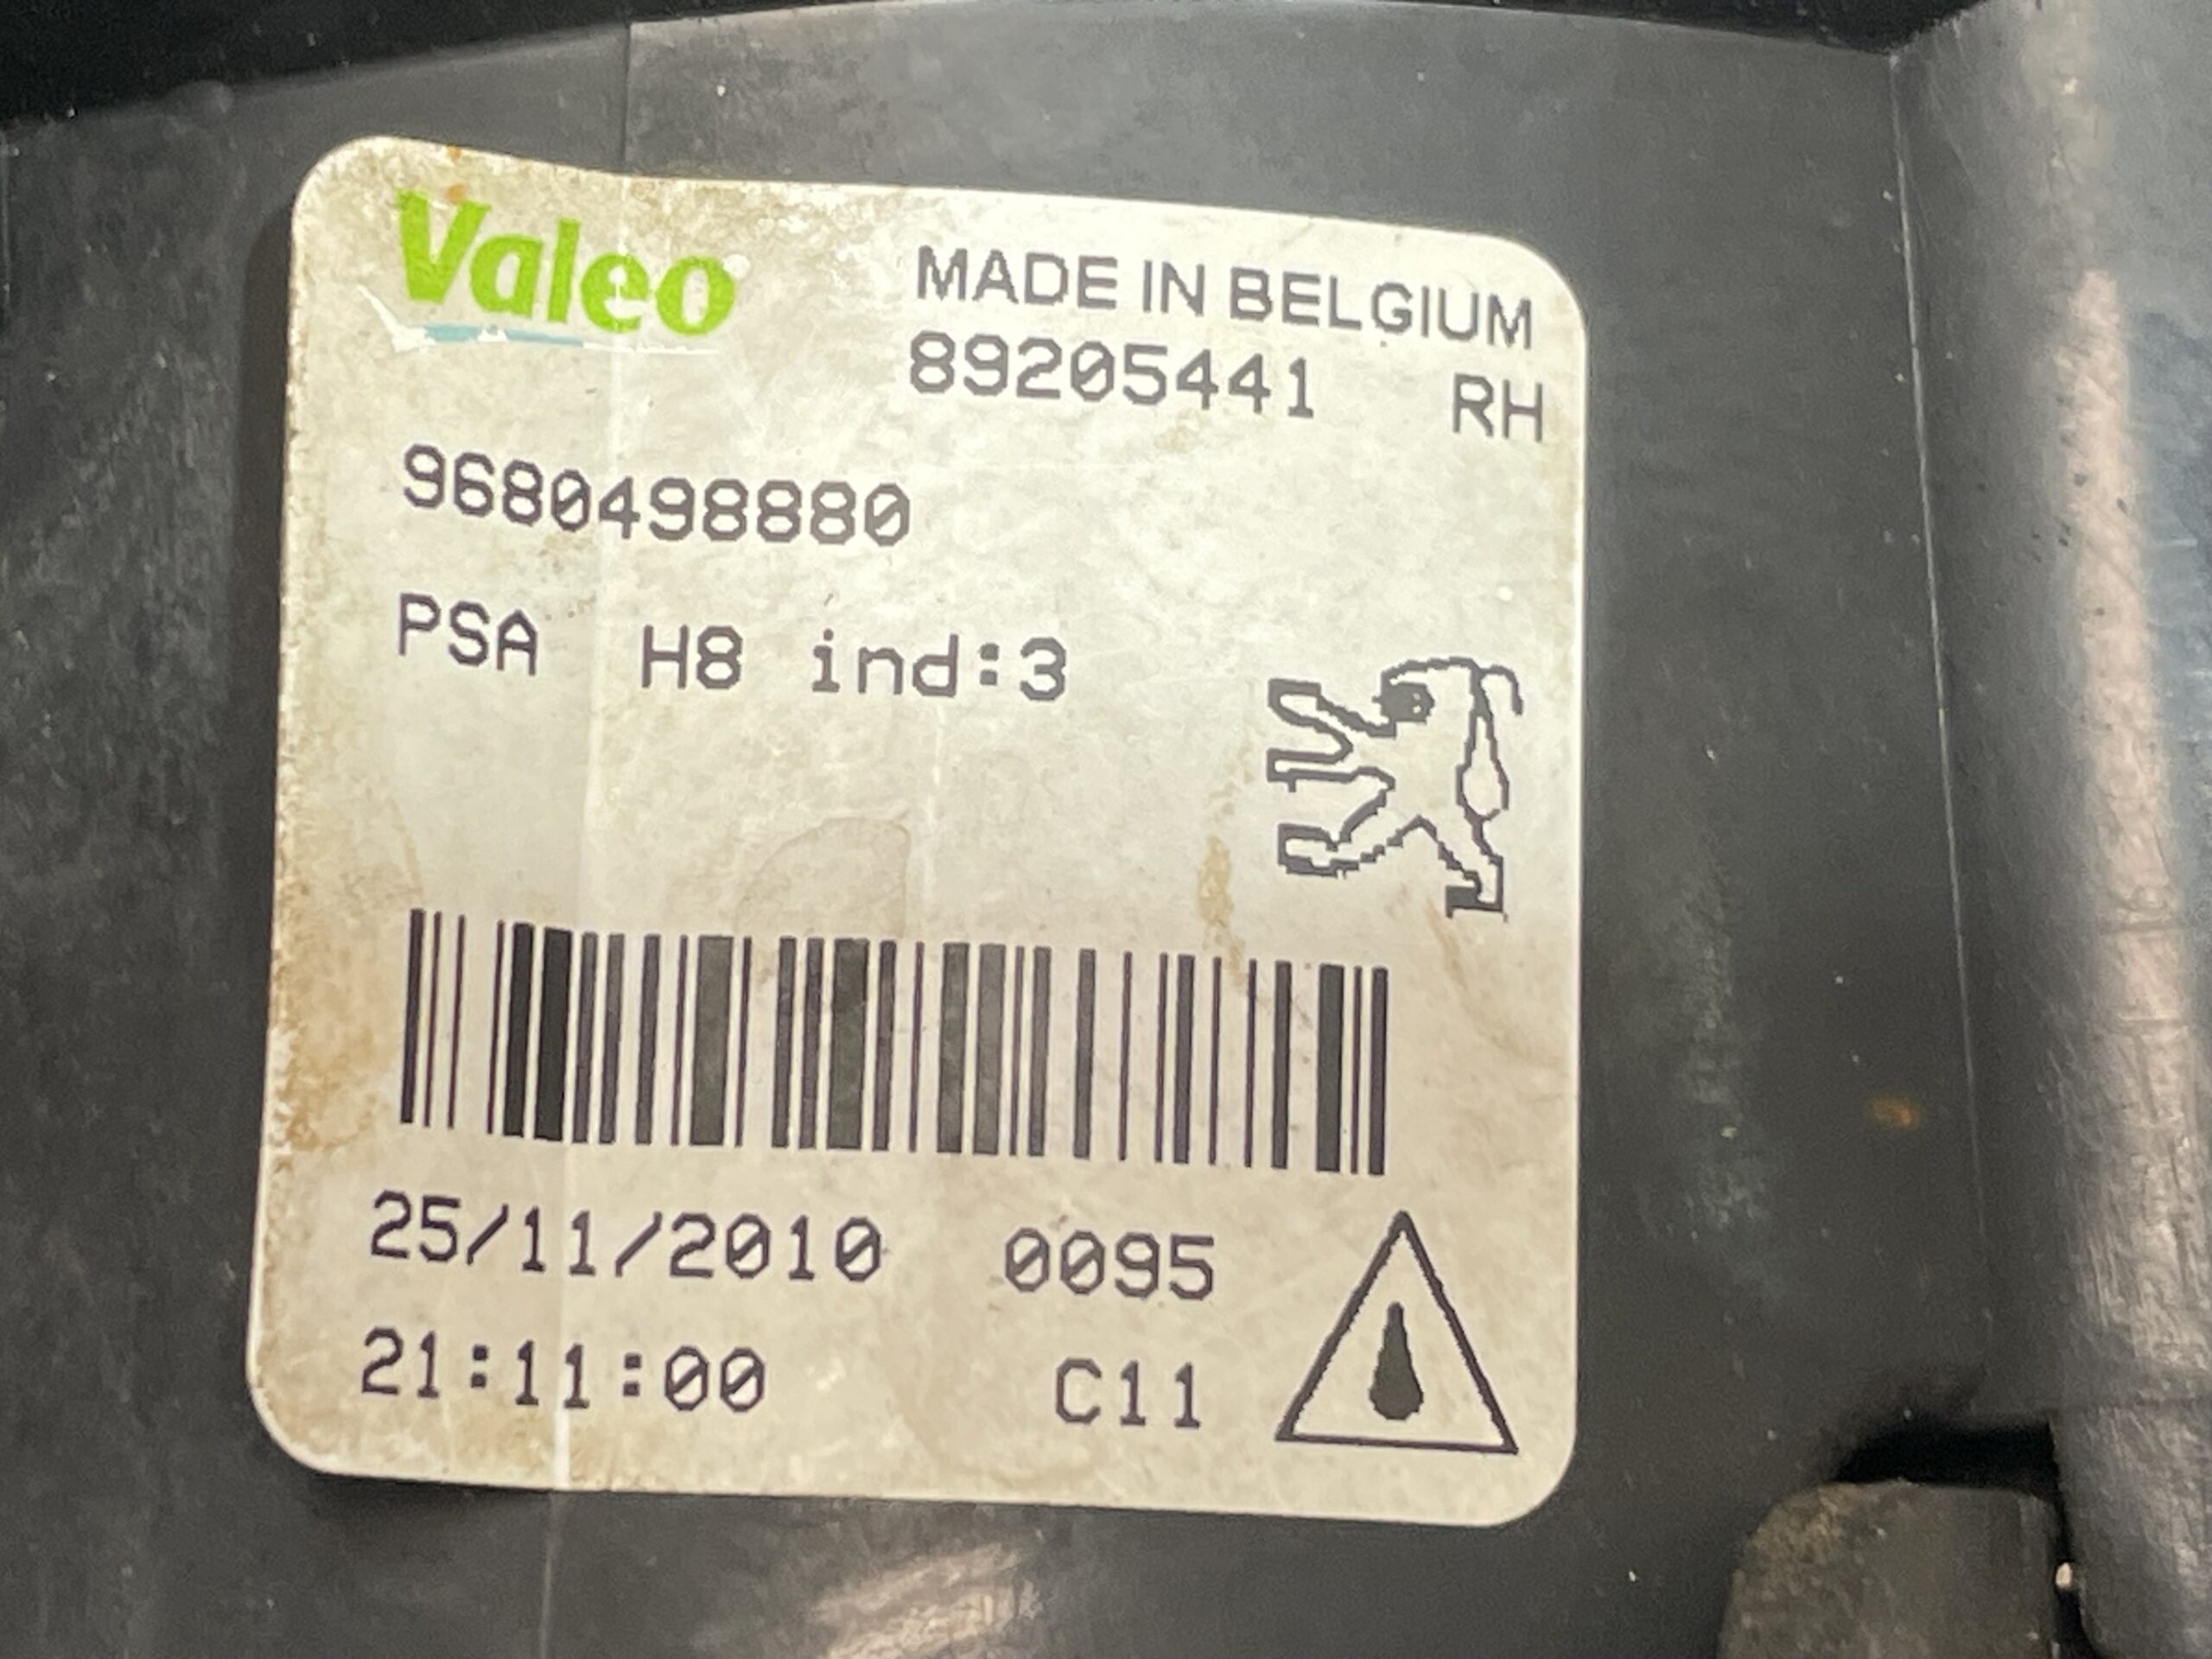 Valeo
MADE IN BELGIUM
89205441 RH
9680498880
PSA H8 ind:3
25/11/2010 0095
21:11:00 C11